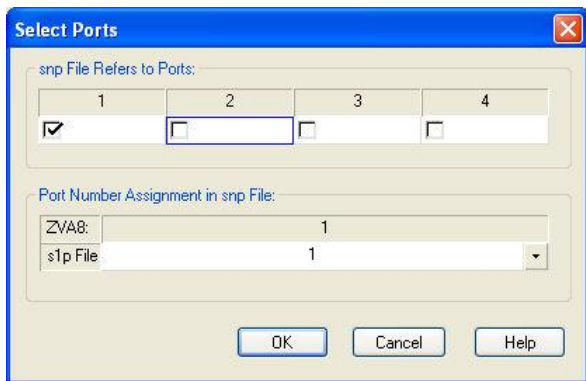 Select Ports
snp File Refers to Ports:
1 2 3 4
Port Number Assignment in snp File:
ZVA8: 1
s1p File 1
OK Cancel Help